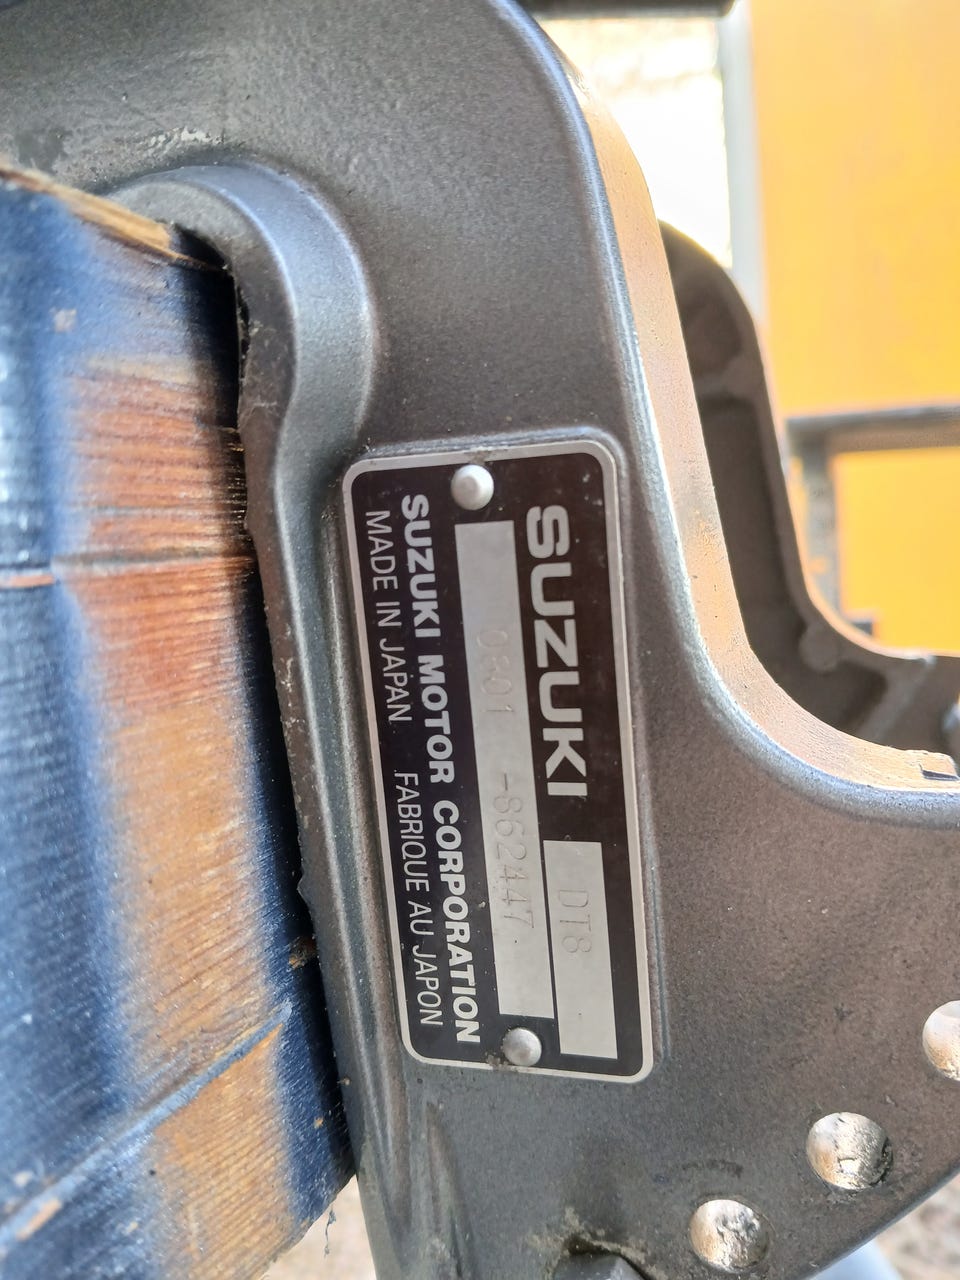 SUZUKI DT8
0801 -862447
SUZUKI MOTOR CORPORATION
MADE IN JAPAN FABRIQUE AU JAPON